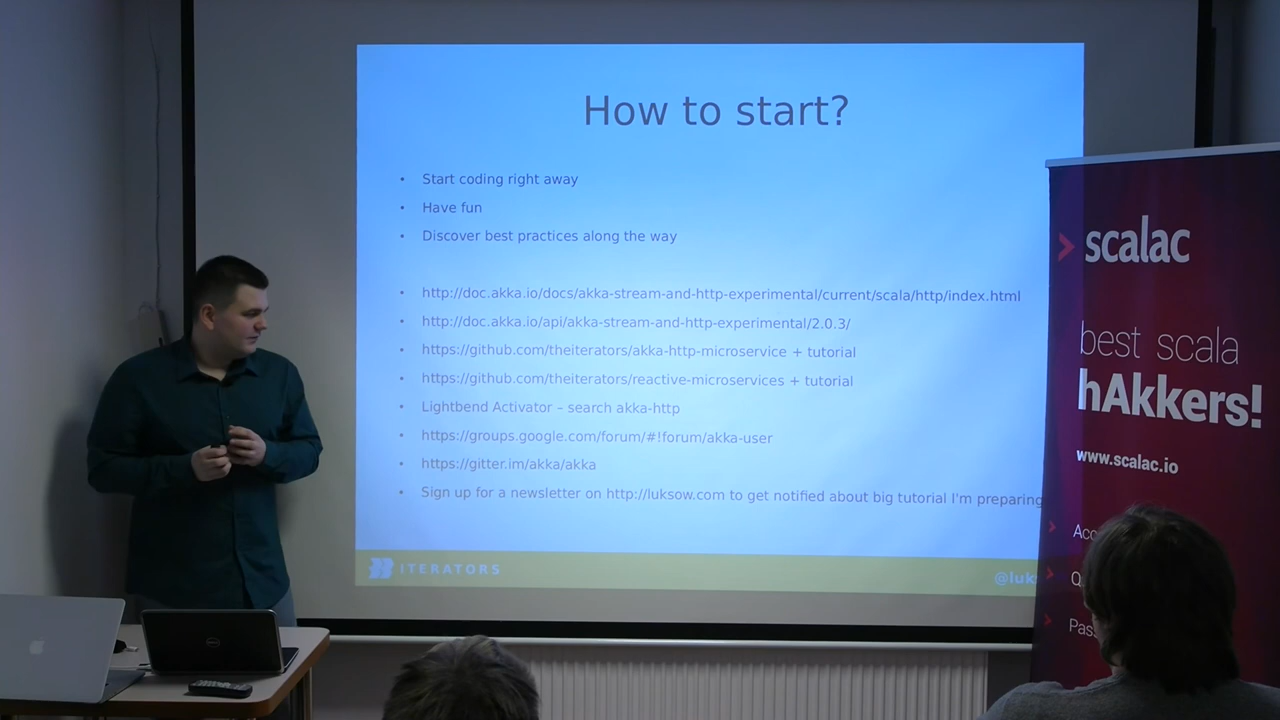 How to start?
• Start coding right away
• Have fun
• Discover best practices along the way
• http://doc.akka.io/docs/akka-stream-and-http-experimental/current/scala/http/index.html
• http://doc.akka.io/api/akka-stream-and-http-experimental/2.0.3/
• https://github.com/theiterators/akka-http-microservice + tutorial
• https://github.com/theiterators/reactive-microservices + tutorial
• Lightbend Activator – search akka-http
• https://groups.google.com/forum/#!forum/akka-user
• https://gitter.im/akka/akka
• Sign up for a newsletter on http://luksow.com to get notified about big tutorial I'm preparing
ITERATORS
@luk
scalac
best scala
hAkkers!
www.scalac.io